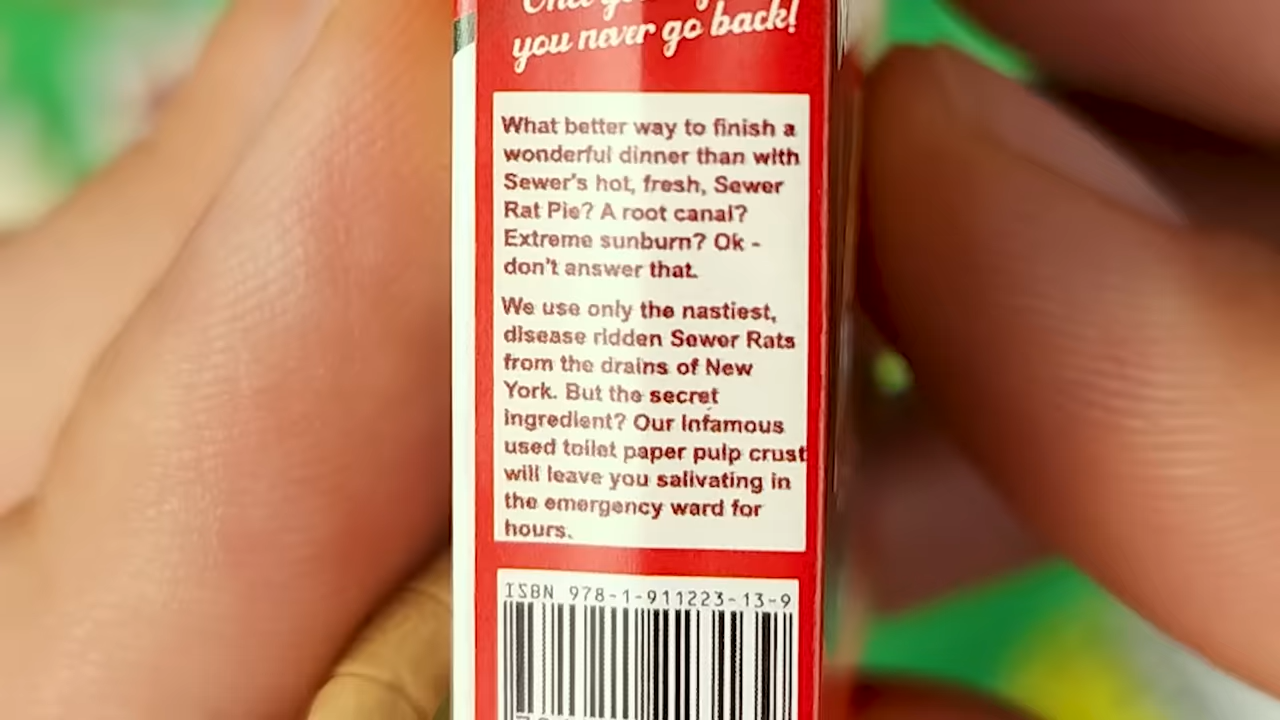 you never go back!
What better way to finish a
wonderful dinner than with
Sewer's hot, fresh, Sewer
Rat Pie? A root canal?
Extreme sunburn? Ok -
don't answer that.
We use only the nastiest,
disease ridden Sewer Rats
from the drains of New
York. But the secret
ingredient? Our infamous
used toilet paper pulp crust
will leave you salivating in
the emergency ward for
hours.
ISBN 978-1-911223-13-9